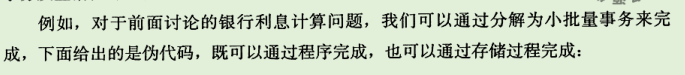 例如，对于前面讨论的银行利息计算问题，我们可以通过分解为小批量事务来完
成，下面给出的是伪代码，既可以通过程序完成，也可以通过存储过程完成：